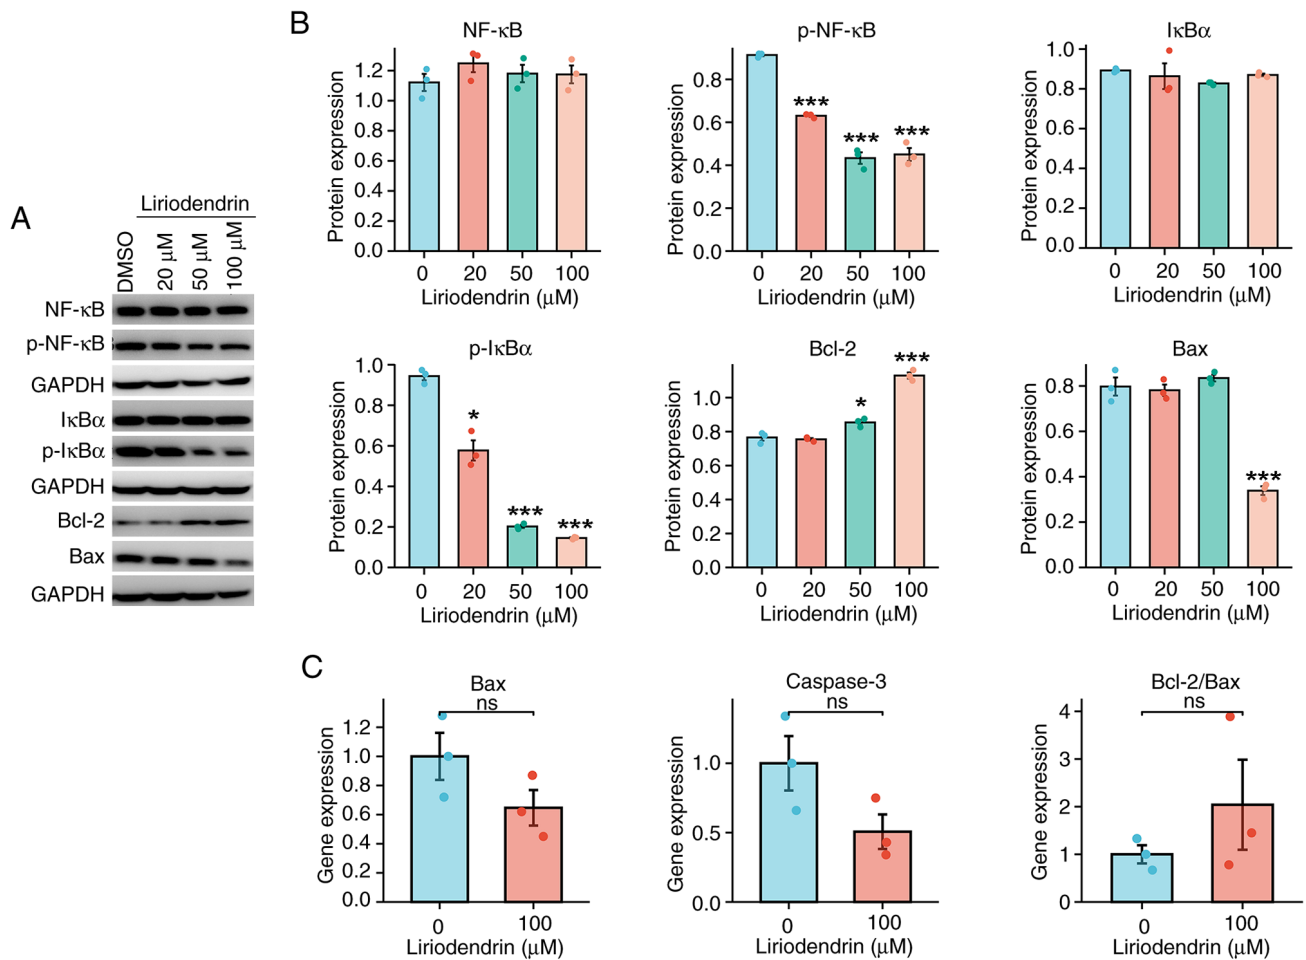 A
Liriodendrin
DMSO
20 μM
50 μM
100 μM
NF-κB
p-NF-κB
GAPDH
IκBα
p-IκBα
GAPDH
Bcl-2
Bax
GAPDH
B
NF-κB
Protein expression
1.2
1.0
0.8
0.6
0.4
0.2
0.0
0 20 50 100
Liriodendrin (μM)
p-NF-κB
Protein expression
0.8
0.6
0.4
0.2
0.0
***
***
***
0 20 50 100
Liriodendrin (μM)
IκBα
Protein expression
1.0
0.8
0.6
0.4
0.2
0.0
0 20 50 100
Liriodendrin (μM)
p-IκBα
Protein expression
1.0
0.8
0.6
0.4
0.2
0.0
*
***
***
0 20 50 100
Liriodendrin (μM)
Bcl-2
Protein expression
1.0
0.8
0.6
0.4
0.2
0.0
*
***
0 20 50 100
Liriodendrin (μM)
Bax
Protein expression
0.8
0.6
0.4
0.2
0.0
***
0 20 50 100
Liriodendrin (μM)
C
Bax
ns
Gene expression
1.2
1.0
0.8
0.6
0.4
0.2
0.0
0 100
Liriodendrin (μM)
Caspase-3
ns
Gene expression
1.0
0.5
0.0
0 100
Liriodendrin (μM)
Bcl-2/Bax
ns
Gene expression
4
3
2
1
0
0 100
Liriodendrin (μM)